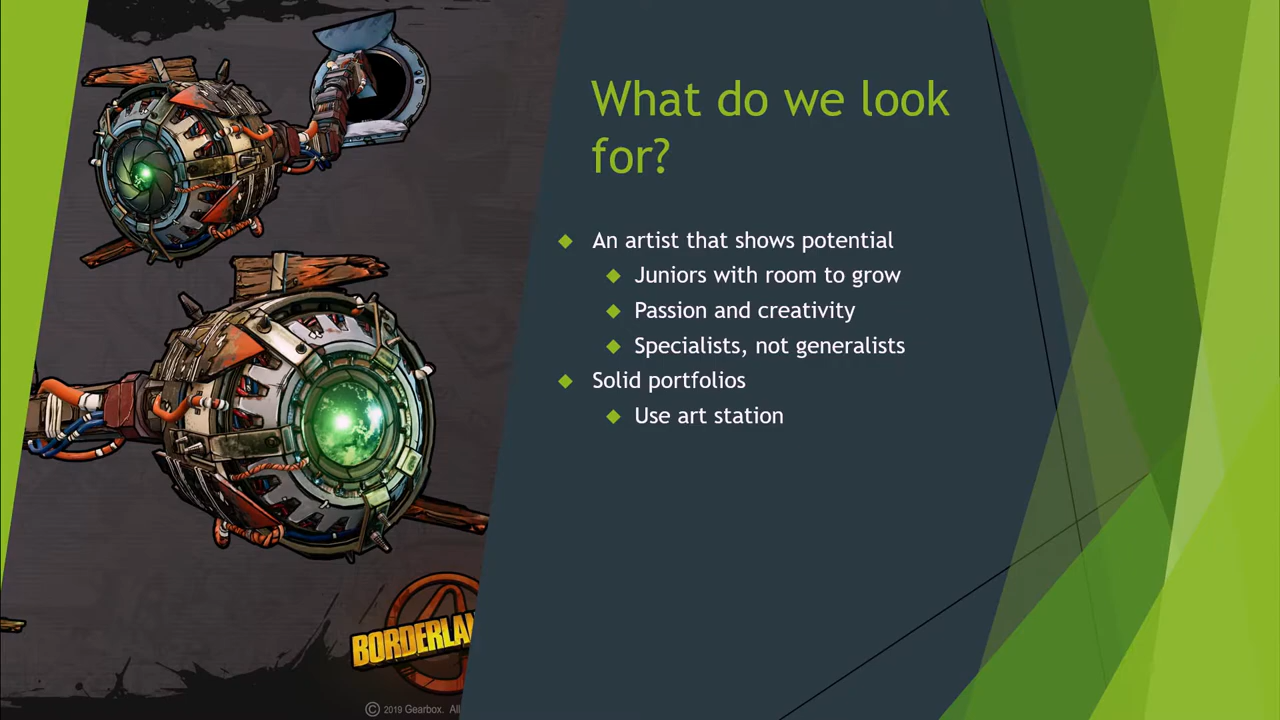 What do we look
for?
An artist that shows potential
Juniors with room to grow
Passion and creativity
Specialists, not generalists
Solid portfolios
Use art station
BORDERLAN
© 2019 Gearbox. All